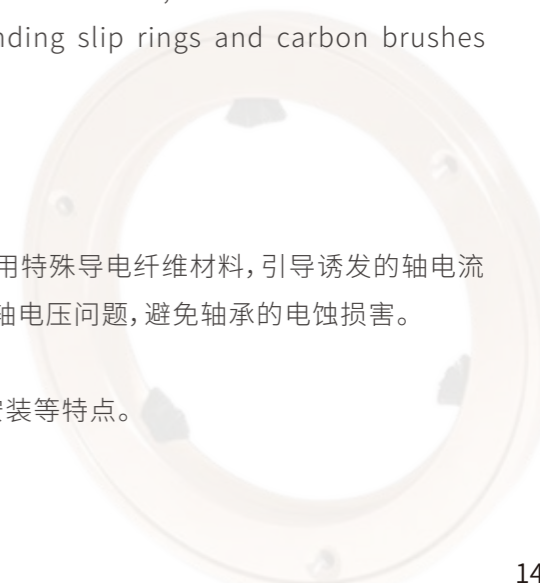 nding slip rings and carbon brushes
用特殊导电纤维材料，引导诱发的轴电流
轴电压问题，避免轴承的电蚀损害。
安装等特点。
14